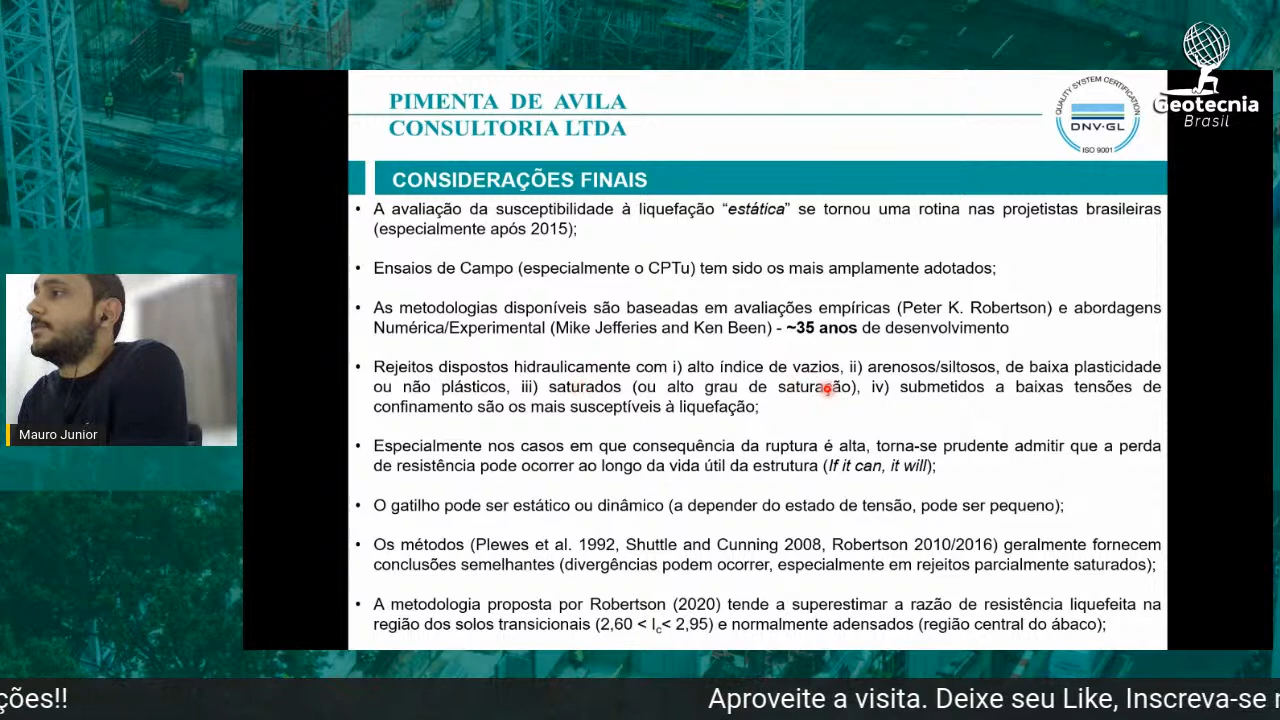 PIMENTA DE AVILA
CONSULTORIA LTDA
QUALITY SYSTEM CERTIFICATION
DNV·GL
ISO 9001
Geotecnia
Brasil
CONSIDERAÇÕES FINAIS
• A avaliação da susceptibilidade à liquefação “estática” se tornou uma rotina nas projetistas brasileiras
(especialmente após 2015);
• Ensaios de Campo (especialmente o CPTu) tem sido os mais amplamente adotados;
• As metodologias disponíveis são baseadas em avaliações empíricas (Peter K. Robertson) e abordagens
Numérica/Experimental (Mike Jefferies and Ken Been) - ~35 anos de desenvolvimento
• Rejeitos dispostos hidraulicamente com i) alto índice de vazios, ii) arenosos/siltosos, de baixa plasticidade
ou não plásticos, iii) saturados (ou alto grau de saturação), iv) submetidos a baixas tensões de
confinamento são os mais susceptíveis à liquefação;
• Especialmente nos casos em que consequência da ruptura é alta, torna-se prudente admitir que a perda
de resistência pode ocorrer ao longo da vida útil da estrutura (If it can, it will);
• O gatilho pode ser estático ou dinâmico (a depender do estado de tensão, pode ser pequeno);
• Os métodos (Plewes et al. 1992, Shuttle and Cunning 2008, Robertson 2010/2016) geralmente fornecem
conclusões semelhantes (divergências podem ocorrer, especialmente em rejeitos parcialmente saturados);
• A metodologia proposta por Robertson (2020) tende a superestimar a razão de resistência liquefeita na
região dos solos transicionais (2,60 < Ic< 2,95) e normalmente adensados (região central do ábaco);
Mauro Junior
ções!!
Aproveite a visita. Deixe seu Like, Inscreva-se